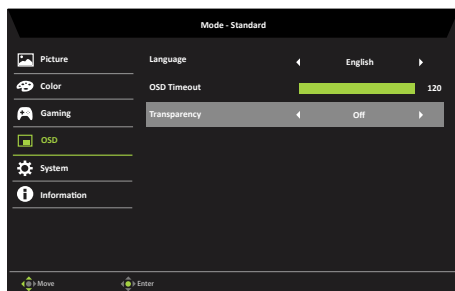 Mode - Standard
Picture
Color
Gaming
OSD
System
Information
Language English
OSD Timeout 120
Transparency Off
Move Enter